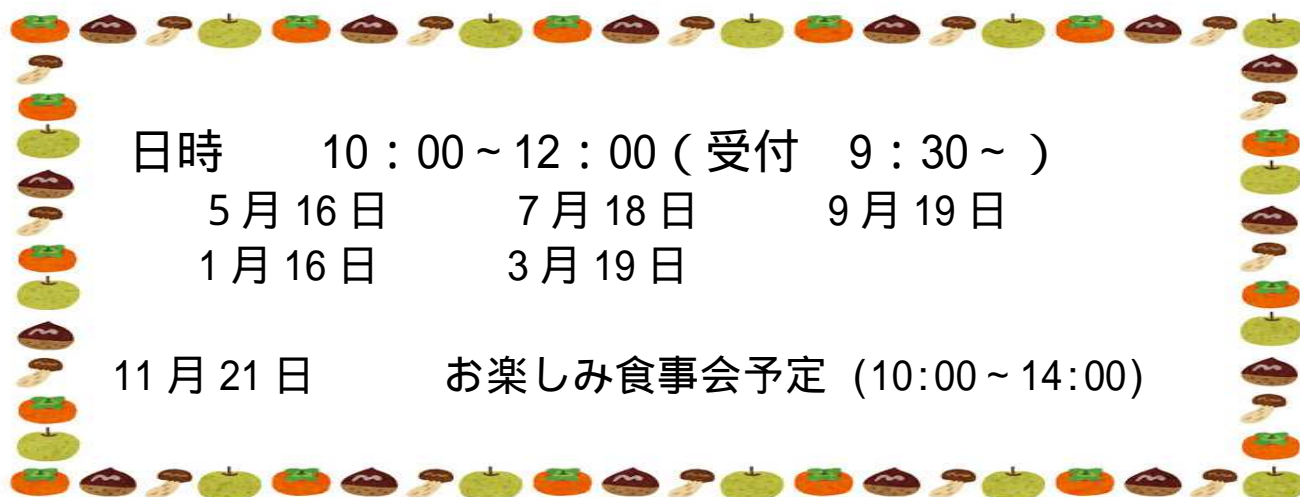 日時　　10：00～12：00（受付　9：30～ ）
5月16日　　7月18日　　9月19日
1月16日　　3月19日
11月21日　　お楽しみ食事会予定 (10:00～14:00)